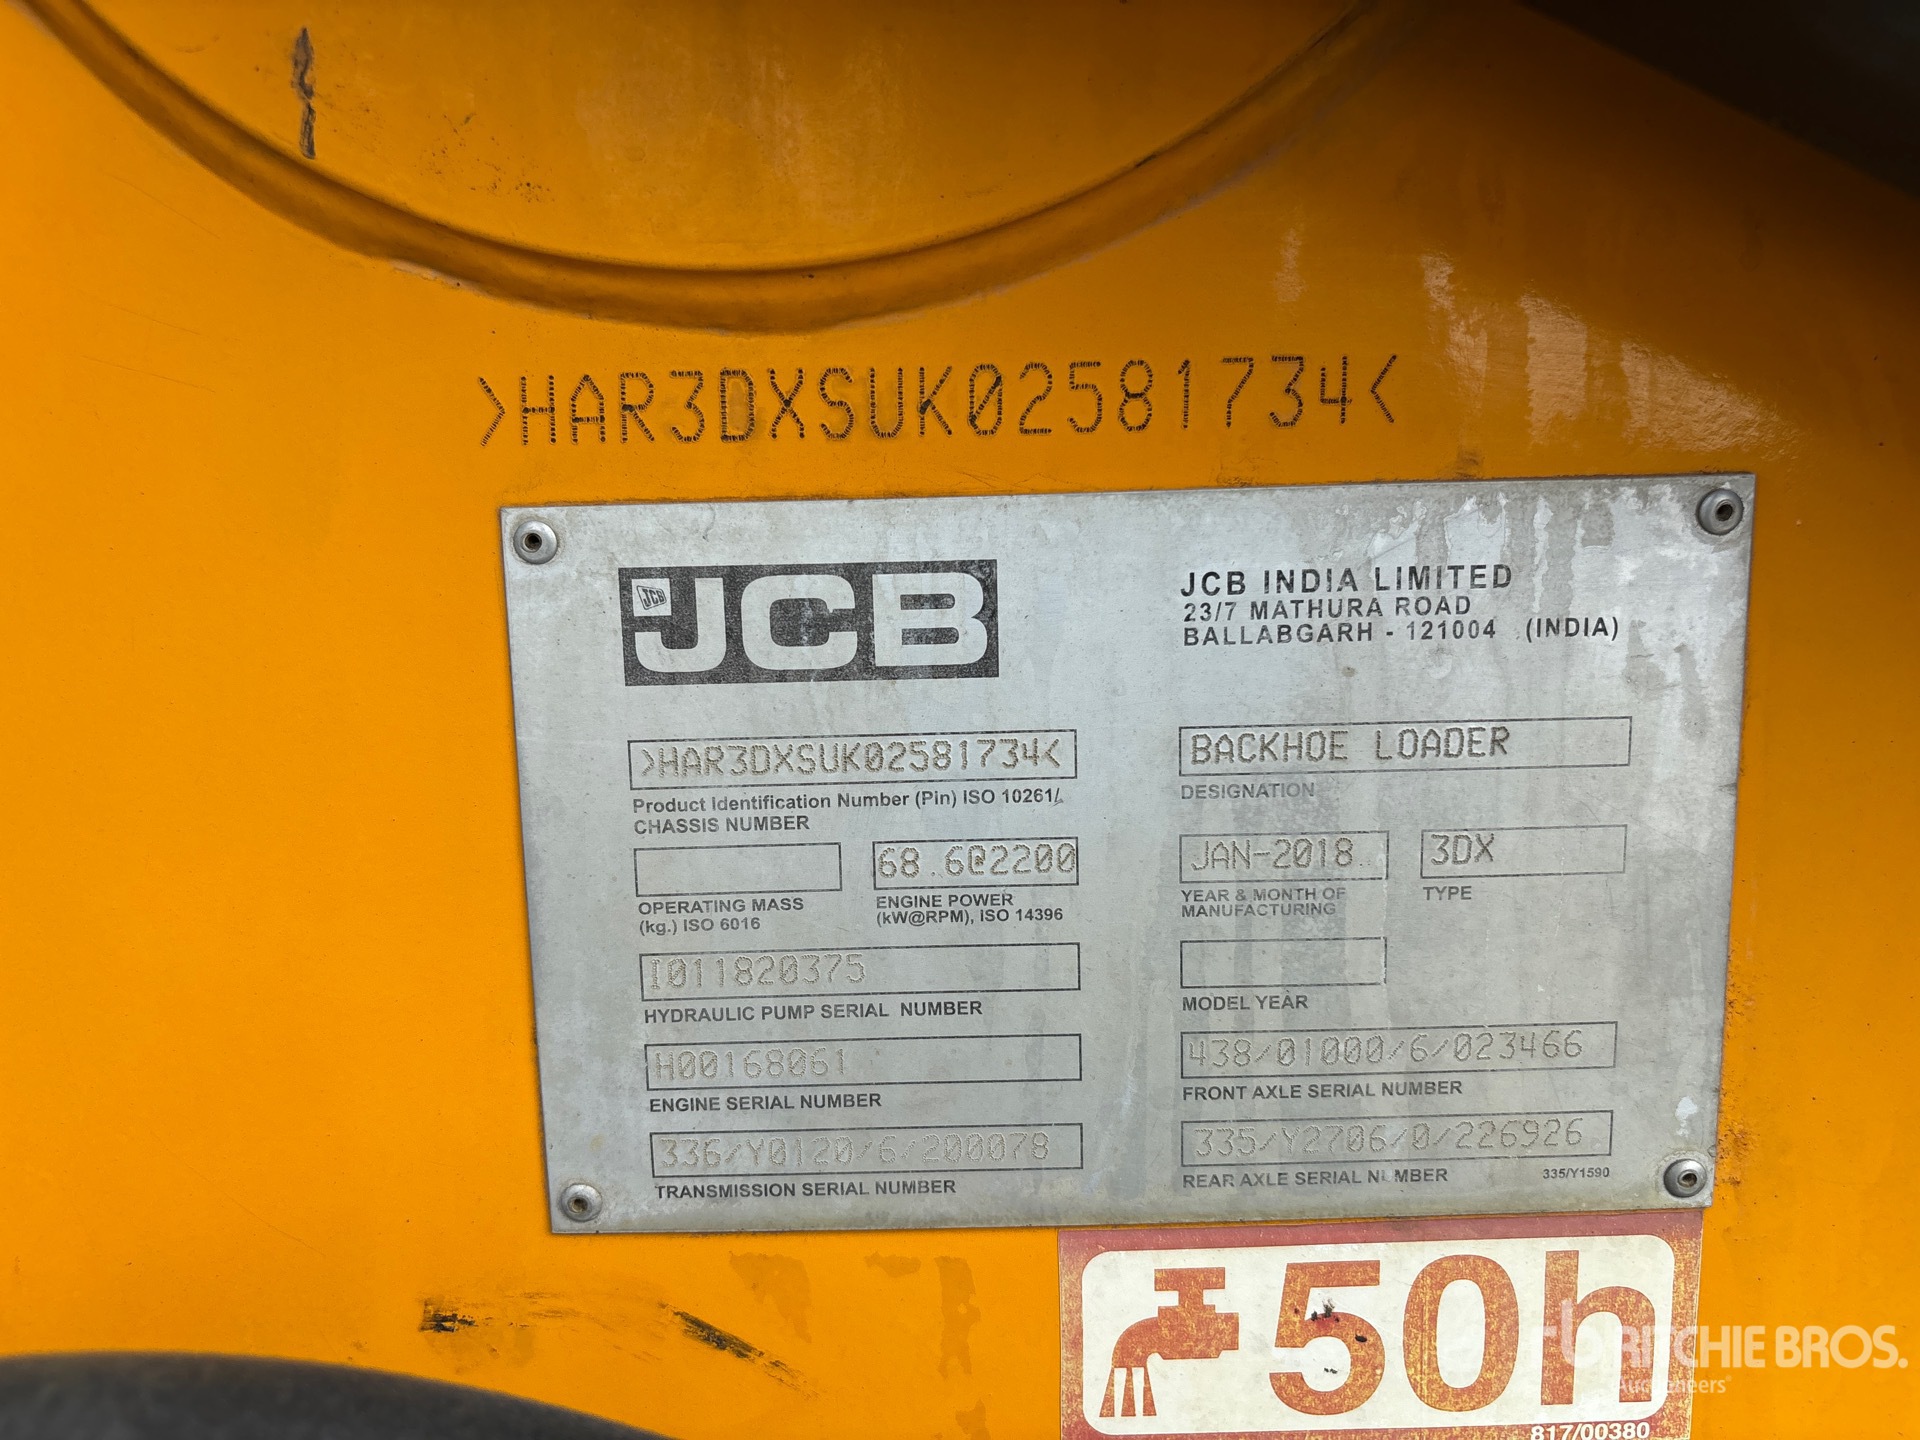 >HAR3DXSUK02581734<
JCB
JCB
JCB INDIA LIMITED
23/7 MATHURA ROAD
BALLABGARH - 121004 (INDIA)
>HAR3DXSUK02581734<
Product Identification Number (Pin) ISO 10261/
CHASSIS NUMBER
68.6@2200
OPERATING MASS
(kg.) ISO 6016
ENGINE POWER
(kW@RPM), ISO 14396
I011820375
HYDRAULIC PUMP SERIAL NUMBER
H00168061
ENGINE SERIAL NUMBER
336/Y0120/6/200078
TRANSMISSION SERIAL NUMBER
BACKHOE LOADER
DESIGNATION
JAN-2018
3DX
YEAR & MONTH OF
MANUFACTURING
TYPE
MODEL YEAR
438/01000/6/023466
FRONT AXLE SERIAL NUMBER
335/Y2706/0/226926
REAR AXLE SERIAL NUMBER
335/Y1590
50h
817/00380
rb RITCHIE BROS.
Auctioneers